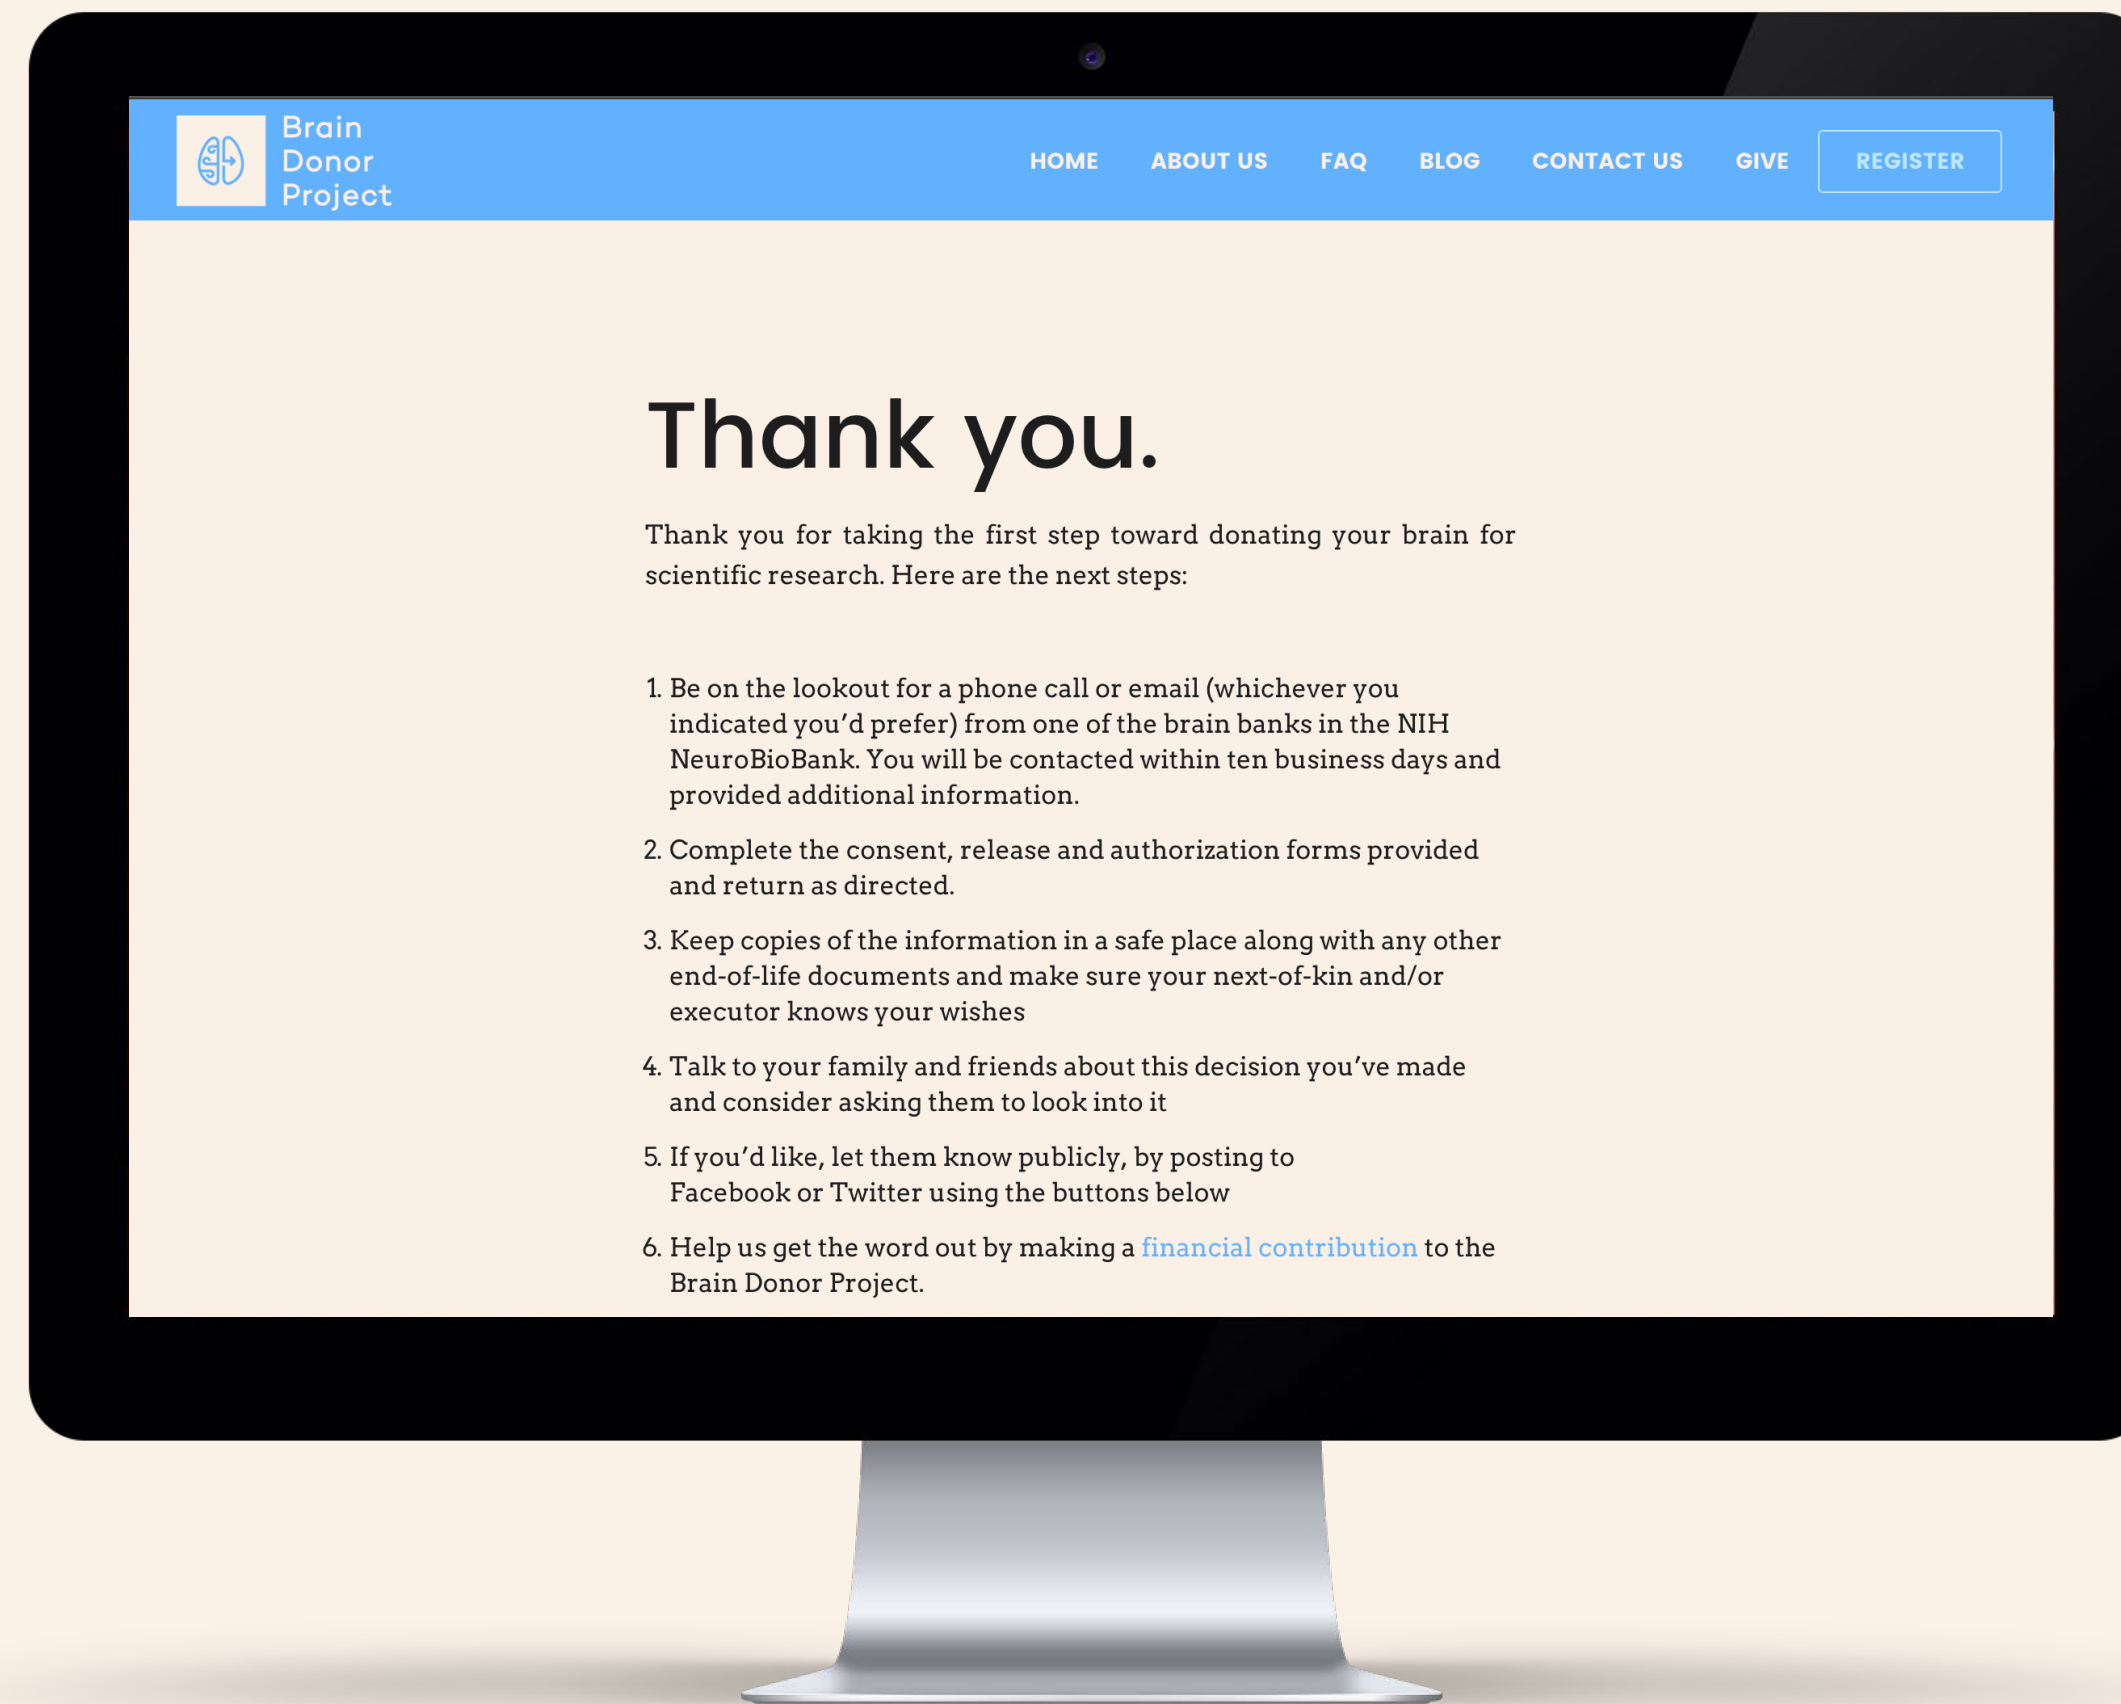 Brain
Donor
Project
HOME ABOUT US FAQ BLOG CONTACT US GIVE REGISTER
Thank you.
Thank you for taking the first step toward donating your brain for
scientific research. Here are the next steps:
1. Be on the lookout for a phone call or email (whichever you
indicated you’d prefer) from one of the brain banks in the NIH
NeuroBioBank. You will be contacted within ten business days and
provided additional information.
2. Complete the consent, release and authorization forms provided
and return as directed.
3. Keep copies of the information in a safe place along with any other
end-of-life documents and make sure your next-of-kin and/or
executor knows your wishes
4. Talk to your family and friends about this decision you’ve made
and consider asking them to look into it
5. If you’d like, let them know publicly, by posting to
Facebook or Twitter using the buttons below
6. Help us get the word out by making a financial contribution to the
Brain Donor Project.